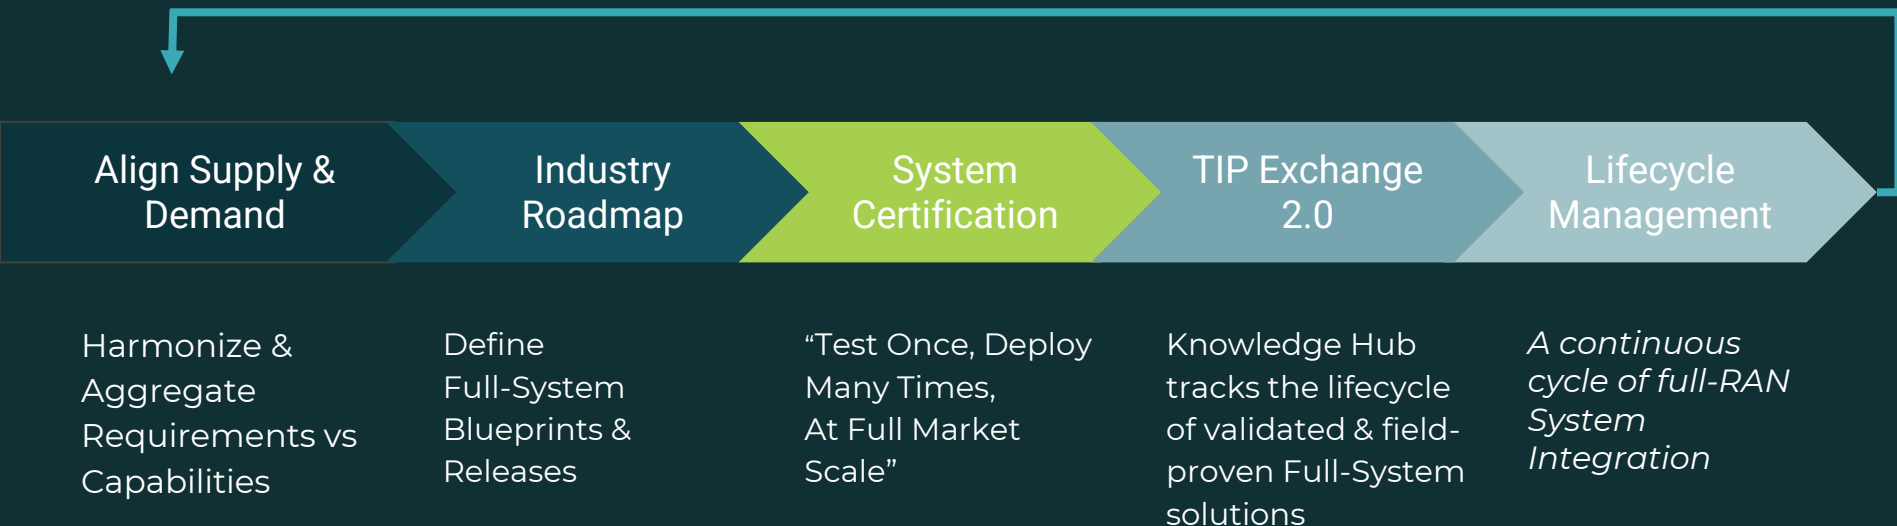 Align Supply &
Demand
Industry
Roadmap
System
Certification
TIP Exchange
2.0
Lifecycle
Management
Harmonize &
Aggregate
Requirements vs
Capabilities
Define
Full-System
Blueprints &
Releases
“Test Once, Deploy
Many Times,
At Full Market
Scale”
Knowledge Hub
tracks the lifecycle
of validated & field-
proven Full-System
solutions
A continuous
cycle of full-RAN
System
Integration